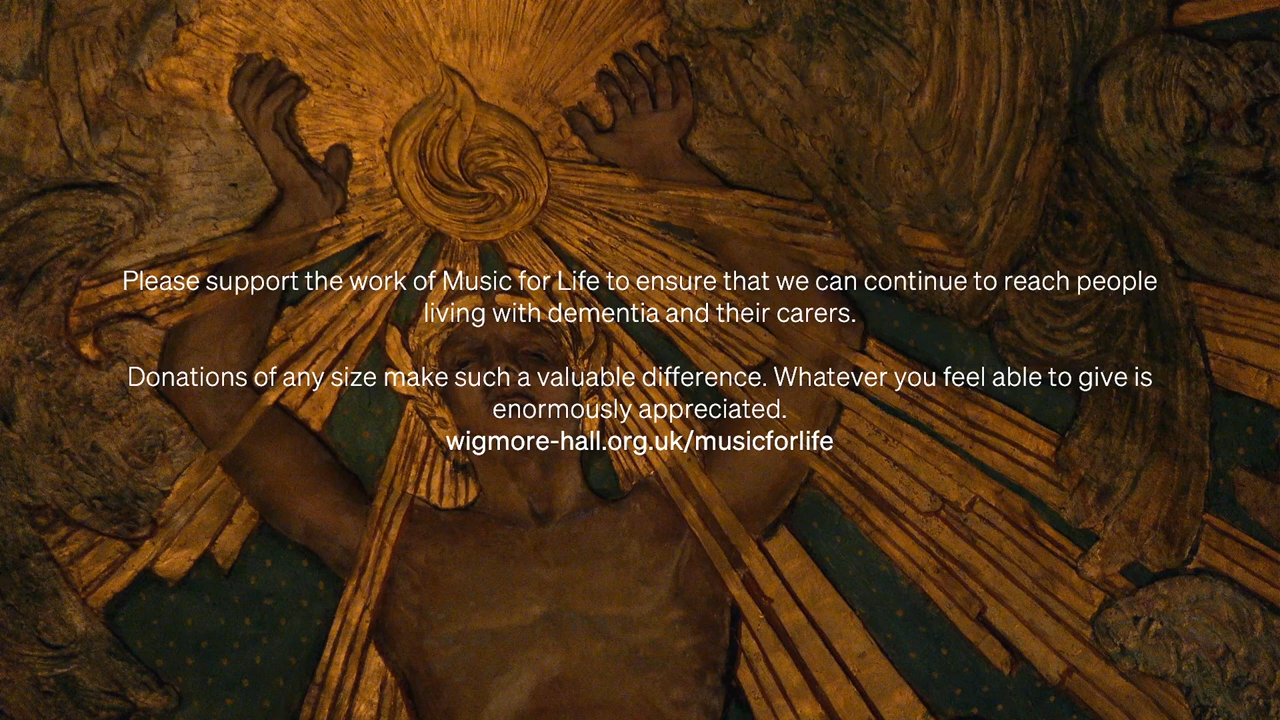 Please support the work of Music for Life to ensure that we can continue to reach people
living with dementia and their carers.
Donations of any size make such a valuable difference. Whatever you feel able to give is
enormously appreciated.
wigmore-hall.org.uk/musicforlife